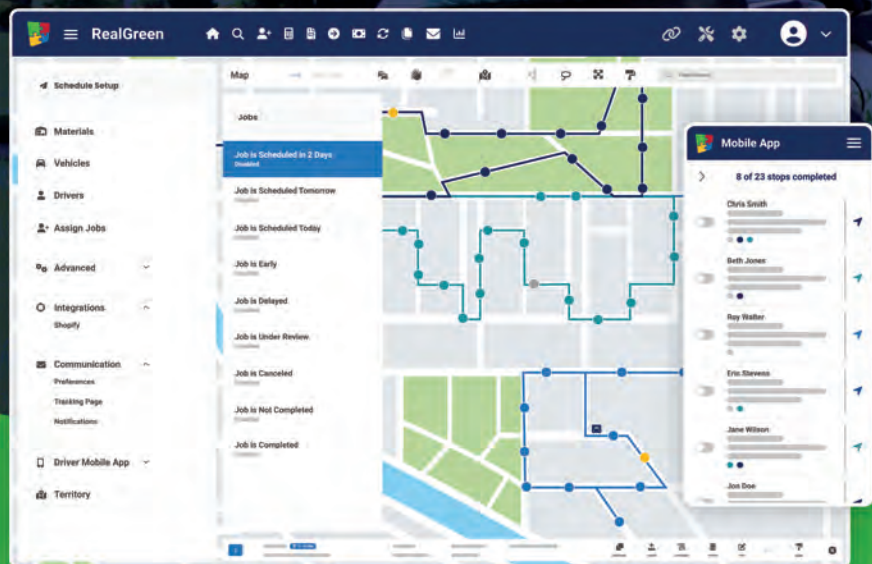 RealGreen
Schedule Setup
Materials
Vehicles
Drivers
Assign Jobs
Advanced
Integrations
Shopify
Communication
Preferences
Tracking Page
Notifications
Driver Mobile App
Territory
Map
Jobs
Job is Scheduled in 2 Days
Disabled
Job is Scheduled Tomorrow
Job is Scheduled Today
Job is Early
Job is Delayed
Job is Under Review
Job is Canceled
Job is Not Completed
Job is Completed
Mobile App
8 of 23 stops completed
Chris Smith
Beth Jones
Roy Walter
Eric Stevens
Jane Wilson
Jon Doe